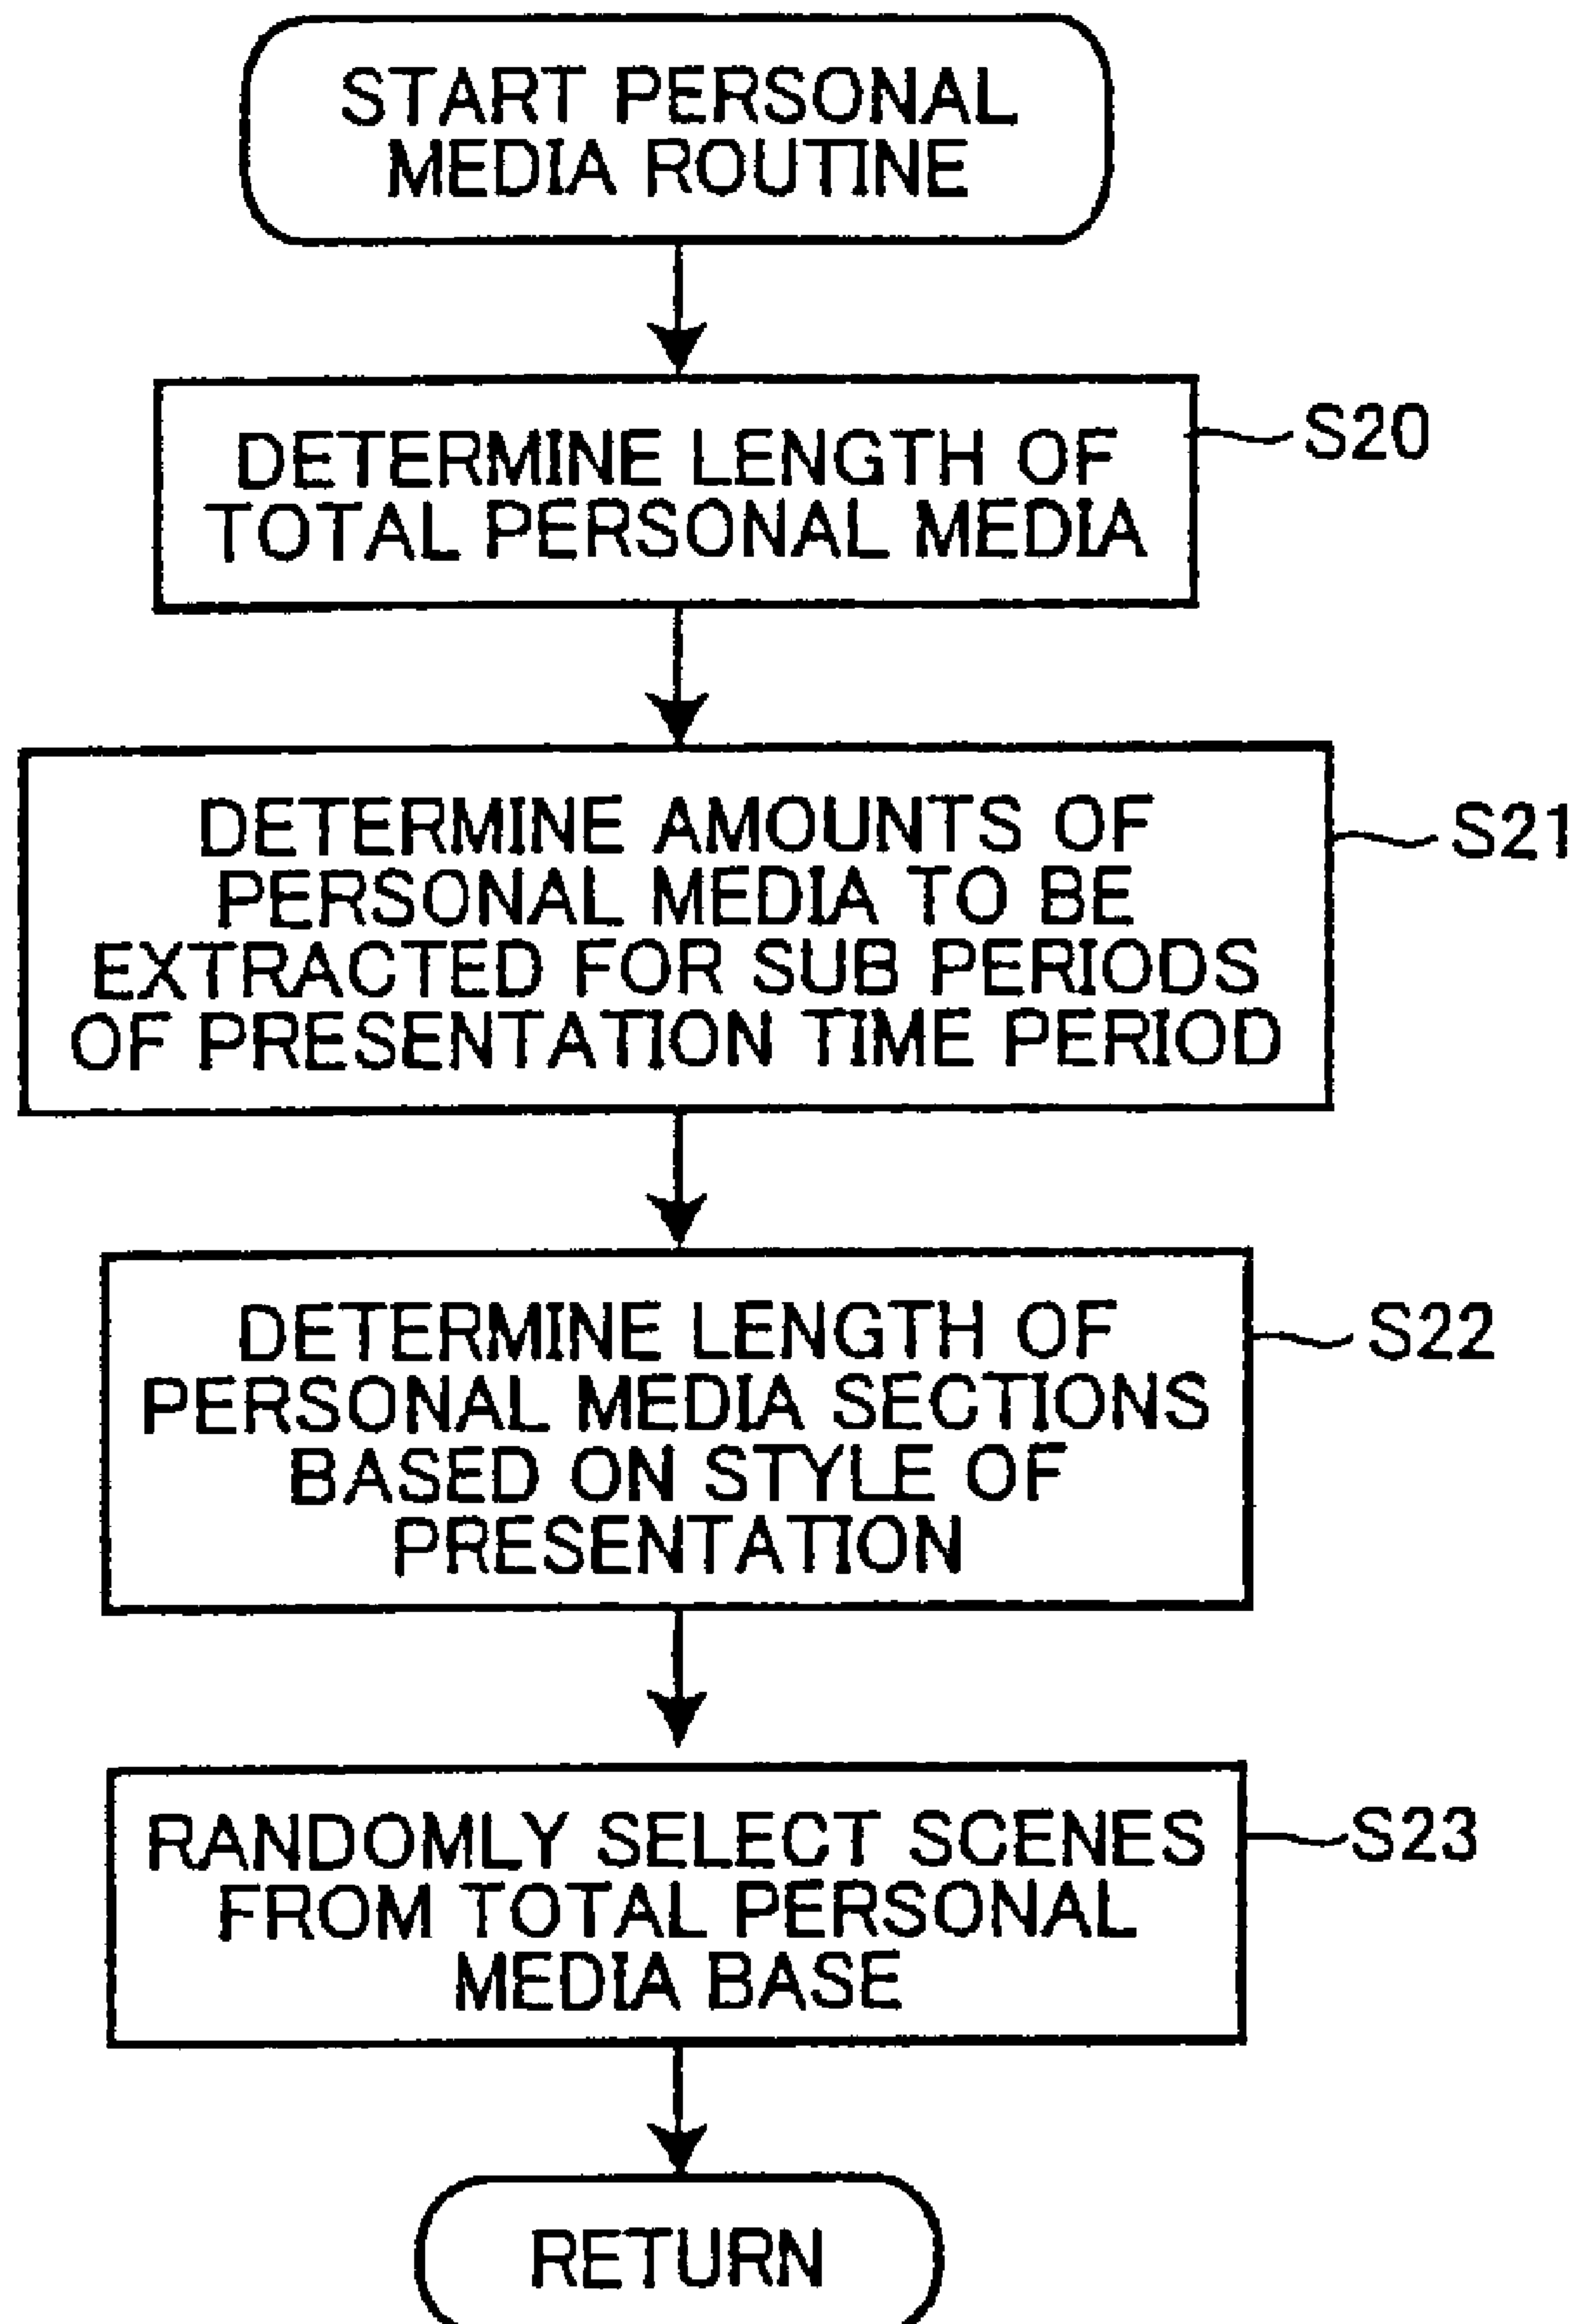 START PERSONAL
MEDIA ROUTINE
DETERMINE LENGTH OF
TOTAL PERSONAL MEDIA
S20
DETERMINE AMOUNTS OF
PERSONAL MEDIA TO BE
EXTRACTED FOR SUB PERIODS
OF PRESENTATION TIME PERIOD
S21
DETERMINE LENGTH OF
PERSONAL MEDIA SECTIONS
BASED ON STYLE OF
PRESENTATION
S22
RANDOMLY SELECT SCENES
FROM TOTAL PERSONAL
MEDIA BASE
S23
RETURN